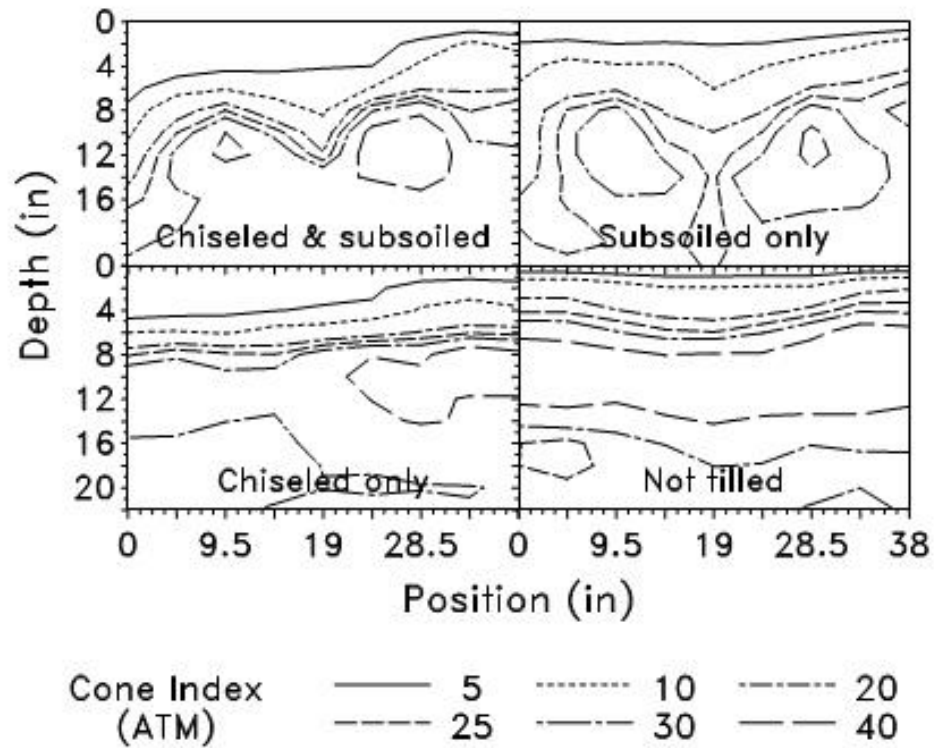 0
4
8
12
16
Chiseled & subsoiled
Subsoiled only
Depth (in)
0
4
8
12
16
20
Chiseled only
Not tilled
0 9.5 19 28.5 0 9.5 19 28.5 38
Position (in)
Cone Index 5 10 20
(ATM) 25 30 40